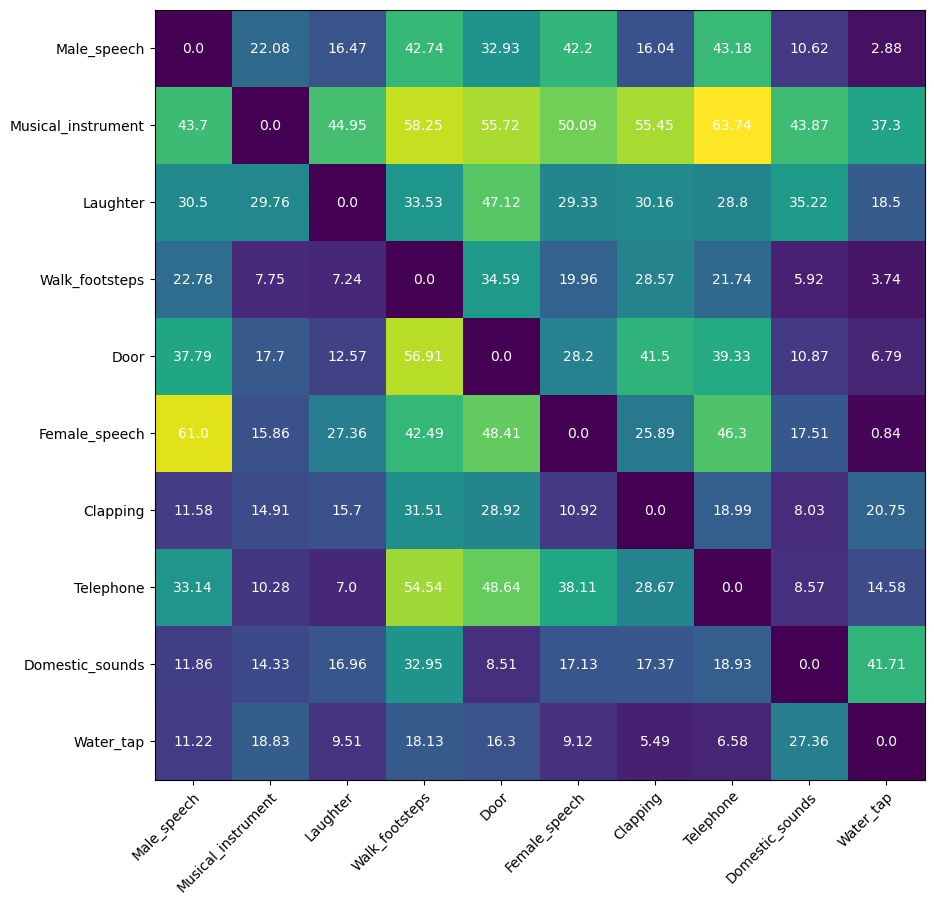 Male_speech 0.0 22.08 16.47 42.74 32.93 42.2 16.04 43.18 10.62 2.88
Musical_instrument 43.7 0.0 44.95 58.25 55.72 50.09 55.45 63.74 43.87 37.3
Laughter 30.5 29.76 0.0 33.53 47.12 29.33 30.16 28.8 35.22 18.5
Walk_footsteps 22.78 7.75 7.24 0.0 34.59 19.96 28.57 21.74 5.92 3.74
Door 37.79 17.7 12.57 56.91 0.0 28.2 41.5 39.33 10.87 6.79
Female_speech 61.0 15.86 27.36 42.49 48.41 0.0 25.89 46.3 17.51 0.84
Clapping 11.58 14.91 15.7 31.51 28.92 10.92 0.0 18.99 8.03 20.75
Telephone 33.14 10.28 7.0 54.54 48.64 38.11 28.67 0.0 8.57 14.58
Domestic_sounds 11.86 14.33 16.96 32.95 8.51 17.13 17.37 18.93 0.0 41.71
Water_tap 11.22 18.83 9.51 18.13 16.3 9.12 5.49 6.58 27.36 0.0
Male_speech Musical_instrument Laughter Walk_footsteps Door Female_speech Clapping Telephone Domestic_sounds Water_tap